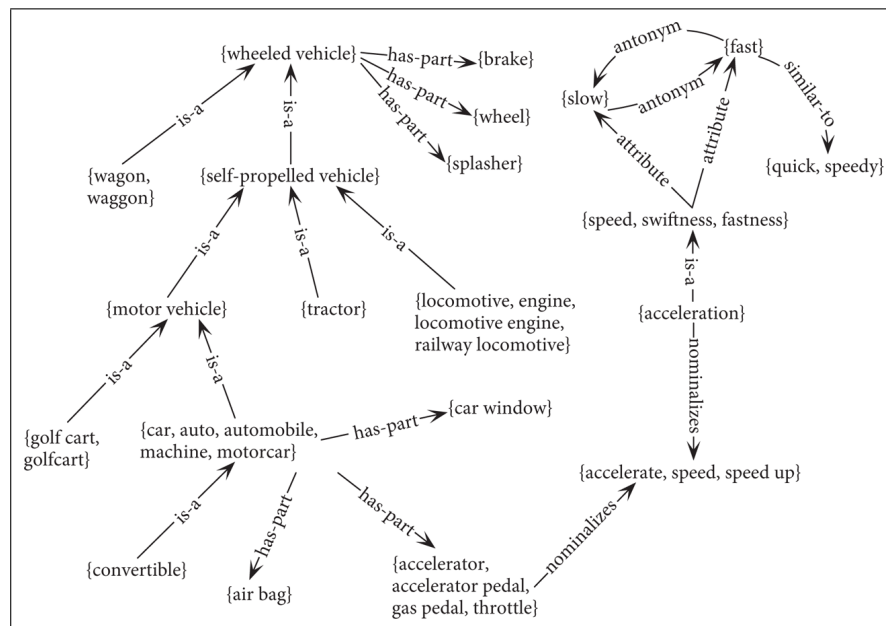 {wheeled vehicle}
has-part
{brake}
has-part
{wheel}
has-part
{splasher}
antonym
{fast}
{slow}
antonym
similar-to
{quick, speedy}
attribute
attribute
is-a
is-a
{wagon,
waggon}
{self-propelled vehicle}
{speed, swiftness, fastness}
is-a
is-a
is-a
is-a
{motor vehicle}
{tractor}
{locomotive, engine,
locomotive engine,
railway locomotive}
{acceleration}
nominalizes
is-a
is-a
{golf cart,
golfcart}
{car, auto, automobile,
machine, motorcar}
has-part
{car window}
{accelerate, speed, speed up}
is-a
has-part
has-part
nominalizes
{convertible}
{air bag}
{accelerator,
accelerator pedal,
gas pedal, throttle}